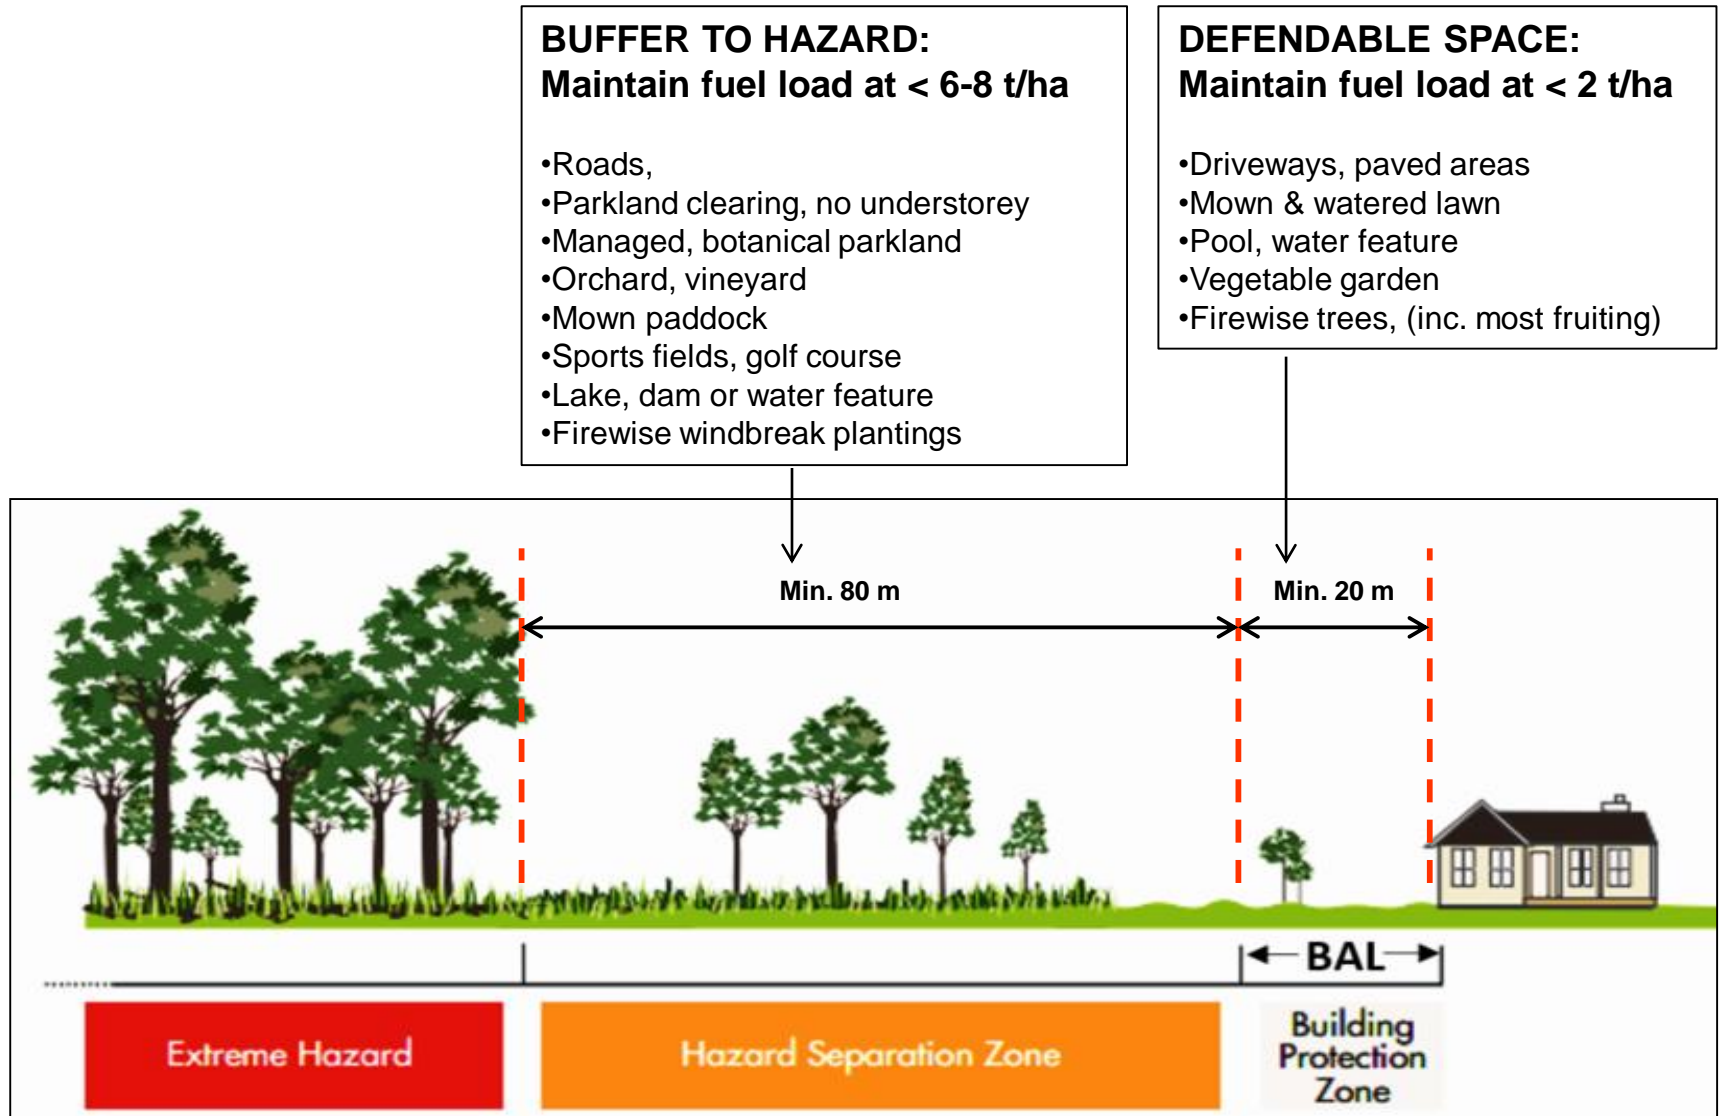 BUFFER TO HAZARD:
Maintain fuel load at < 6-8 t/ha
•Roads,
•Parkland clearing, no understorey
•Managed, botanical parkland
•Orchard, vineyard
•Mown paddock
•Sports fields, golf course
•Lake, dam or water feature
•Firewise windbreak plantings
DEFENDABLE SPACE:
Maintain fuel load at < 2 t/ha
•Driveways, paved areas
•Mown & watered lawn
•Pool, water feature
•Vegetable garden
•Firewise trees, (inc. most fruiting)
Min. 80 m
Min. 20 m
BAL
Extreme Hazard
Hazard Separation Zone
Building
Protection
Zone